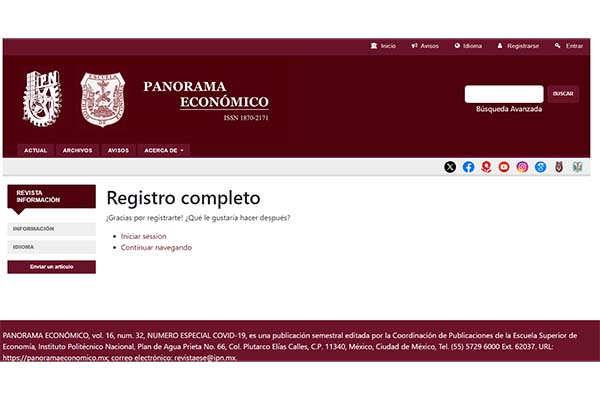 Inicio Avisos Idioma Registrarse Entrar
IPN
ESCUELA
PANORAMA
ECONÓMICO
ISSN 1870-2171
BUSCAR
Búsqueda Avanzada
ACTUAL ARCHIVOS AVISOS ACERCA DE
REVISTA
INFORMACIÓN
Registro completo
¡Gracias por registrarte! ¿Qué le gustaría hacer después?
INFORMACIÓN
IDIOMA
Enviar un artículo
Iniciar session
Continuar navegando
PANORAMA ECONÓMICO, vol. 16, num. 32, NUMERO ESPECIAL COVID-19, es una publicación semestral editada por la Coordinación de Publicaciones de la Escuela Superior de
Economía, Instituto Politécnico Nacional, Plan de Agua Prieta No. 66, Col. Plutarco Elías Calles, C.P. 11340, México, Ciudad de México, Tel. (55) 5729 6000 Ext. 62037. URL:
https://panoramaeconomico.mx; correo electrónico: revistaese@ipn.mx.